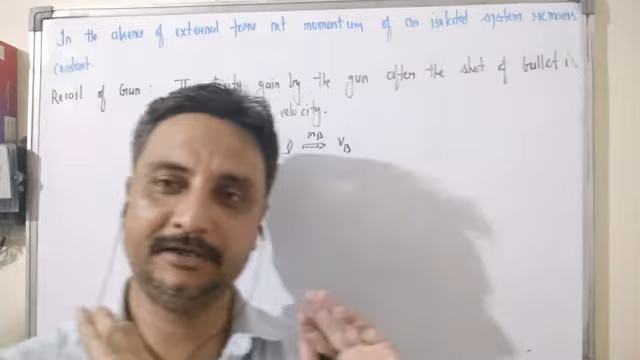 In the absence of external force net momentum of an isolated system remains
constant.
Recoil of Gun: gain by the gun after the shot of bullet is
velocity.
mB
VB